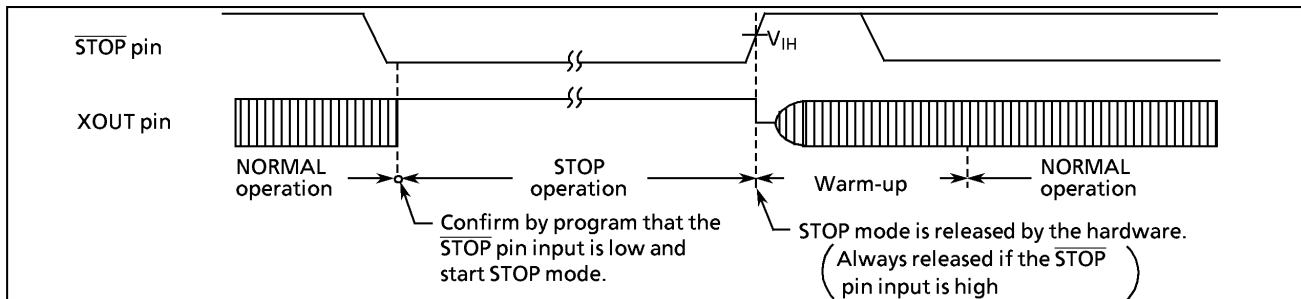 STOP pin
VIH
XOUT pin
NORMAL
operation
STOP
operation
Warm-up
NORMAL
operation
Confirm by program that the
STOP pin input is low and
start STOP mode.
STOP mode is released by the hardware.
(Always released if the STOP
pin input is high)